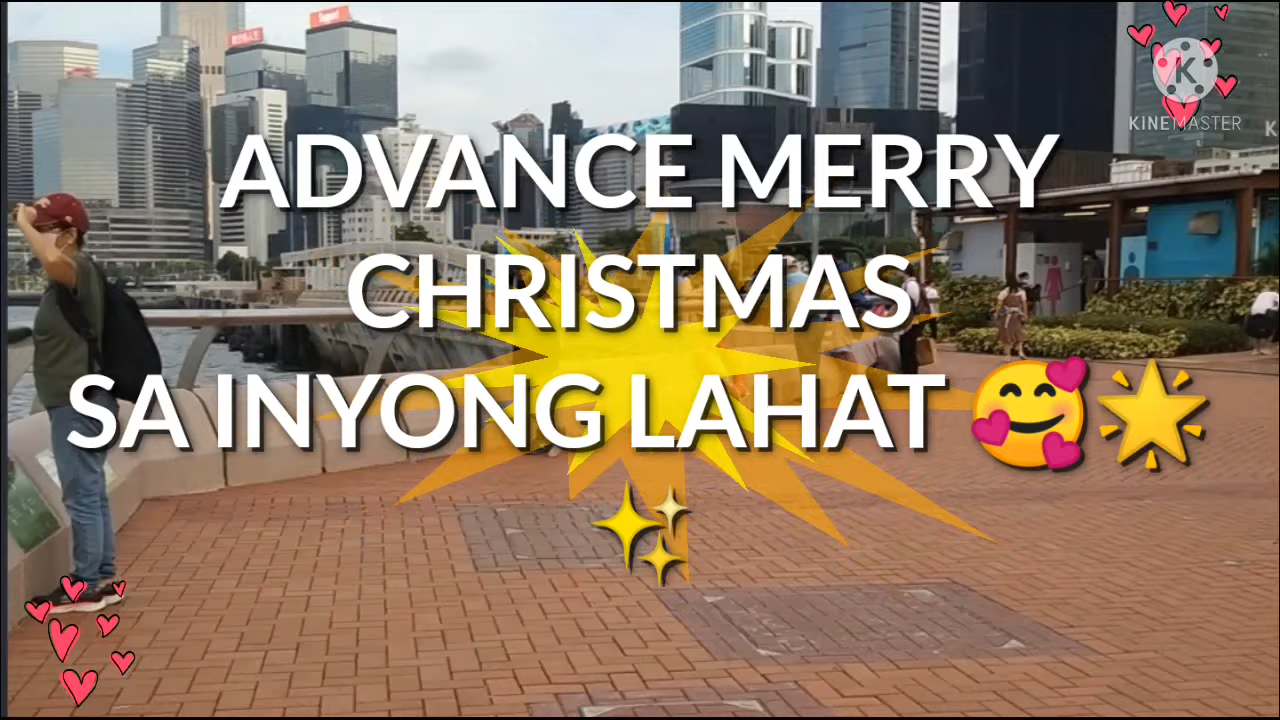 KINEMASTER
ADVANCE MERRY
CHRISTMAS
SA INYONG LAHAT 🥰🌟
✨